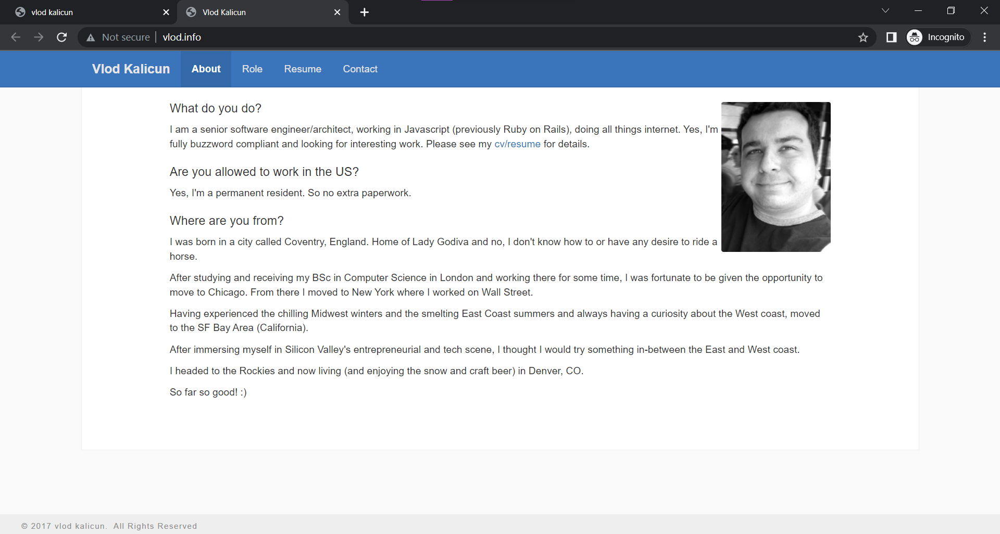 vlod kalicun
Vlod Kalicun
Not secure
vlod.info
Incognito
Vlod Kalicun
About
Role
Resume
Contact
What do you do?
I am a senior software engineer/architect, working in Javascript (previously Ruby on Rails), doing all things internet. Yes, I'm
fully buzzword compliant and looking for interesting work. Please see my cv/resume for details.
Are you allowed to work in the US?
Yes, I'm a permanent resident. So no extra paperwork.
Where are you from?
I was born in a city called Coventry, England. Home of Lady Godiva and no, I don't know how to or have any desire to ride a
horse.
After studying and receiving my BSc in Computer Science in London and working there for some time, I was fortunate to be given the opportunity to
move to Chicago. From there I moved to New York where I worked on Wall Street.
Having experienced the chilling Midwest winters and the smelting East Coast summers and always having a curiosity about the West coast, moved
to the SF Bay Area (California).
After immersing myself in Silicon Valley's entrepreneurial and tech scene, I thought I would try something in-between the East and West coast.
I headed to the Rockies and now living (and enjoying the snow and craft beer) in Denver, CO.
So far so good! :)
© 2017 vlod kalicun. All Rights Reserved